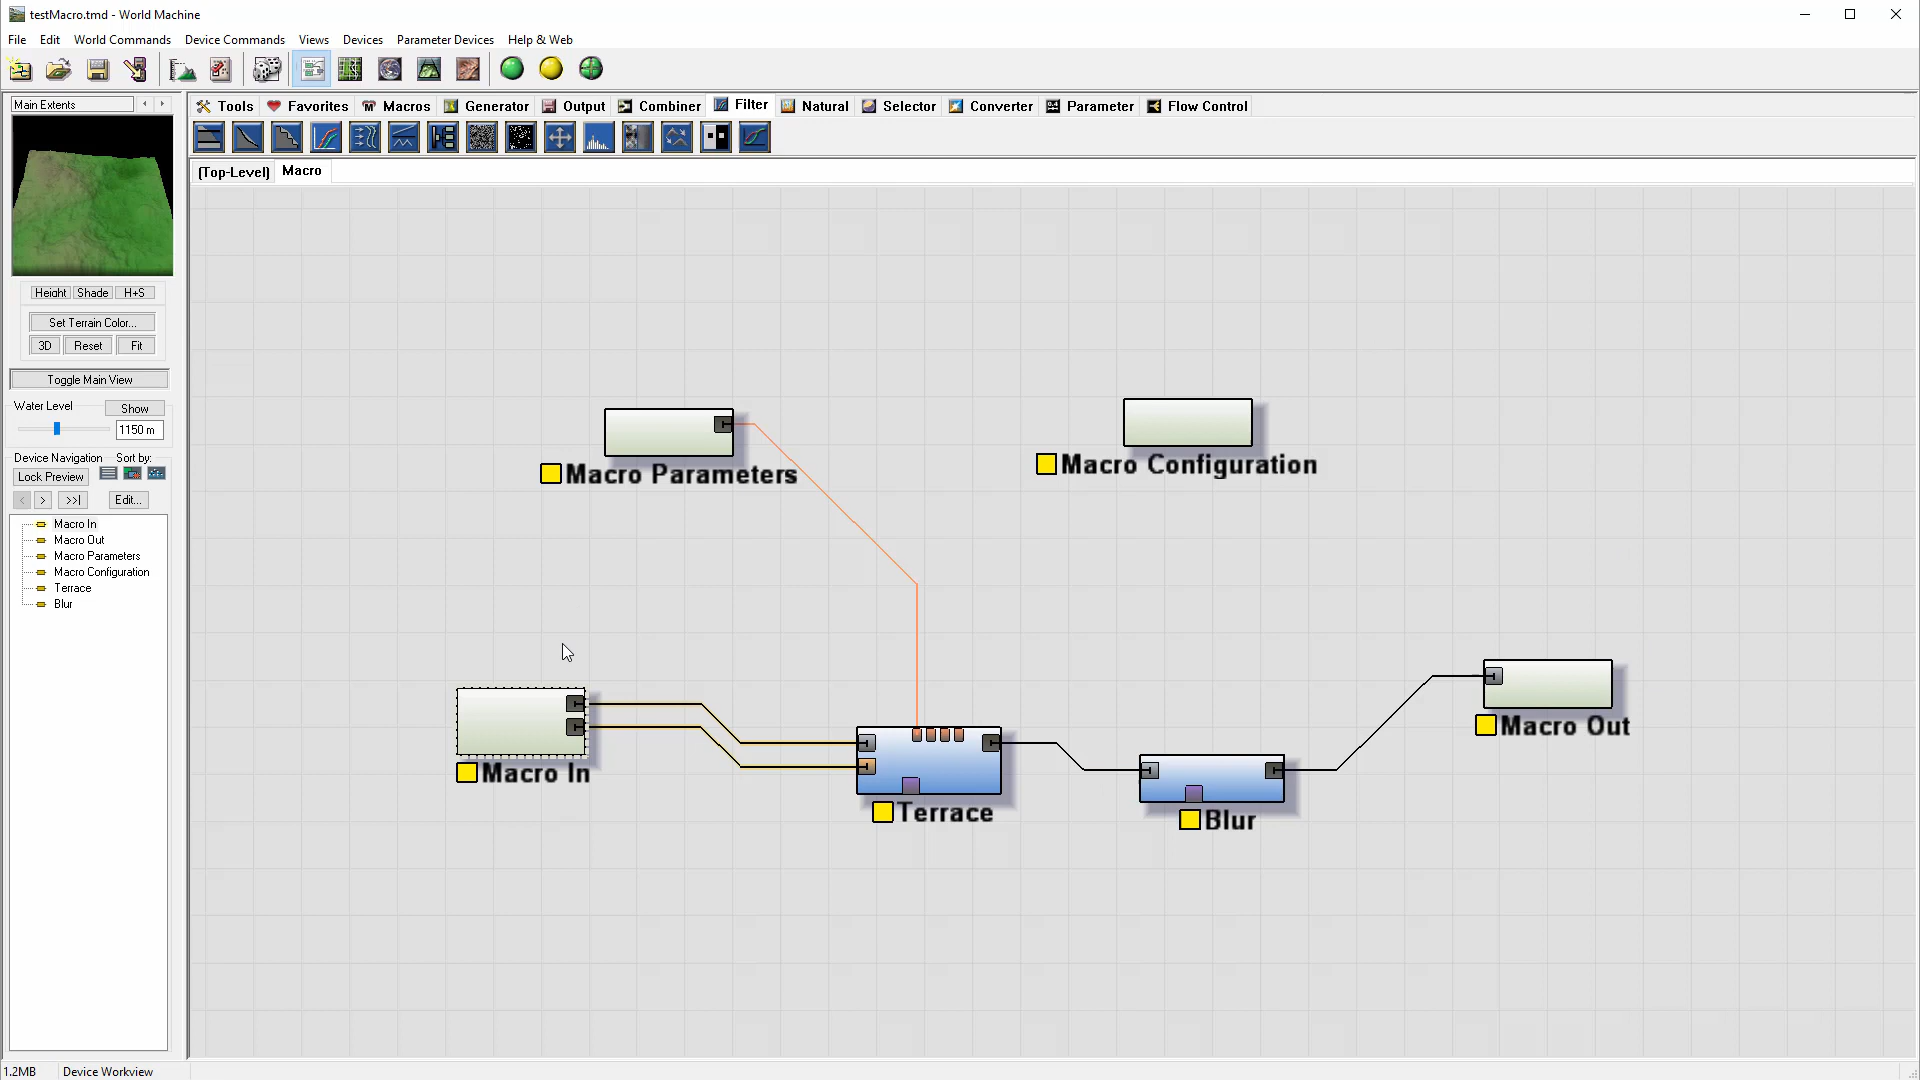 testMacro.tmd - World Machine
File Edit World Commands Device Commands Views Devices Parameter Devices Help & Web
Main Extents
Tools Favorites Macros Generator Output Combiner Filter Natural Selector Converter Parameter Flow Control
(Top-Level) Macro
Height Shade H+S
Set Terrain Color...
3D Reset Fit
Toggle Main View
Water Level Show
1150 m
Device Navigation Sort by:
Lock Preview
< > >>| Edit...
Macro In
Macro Out
Macro Parameters
Macro Configuration
Terrace
Blur
Macro Parameters
Macro Configuration
Macro In
Terrace
Blur
Macro Out
1.2MB Device Workview